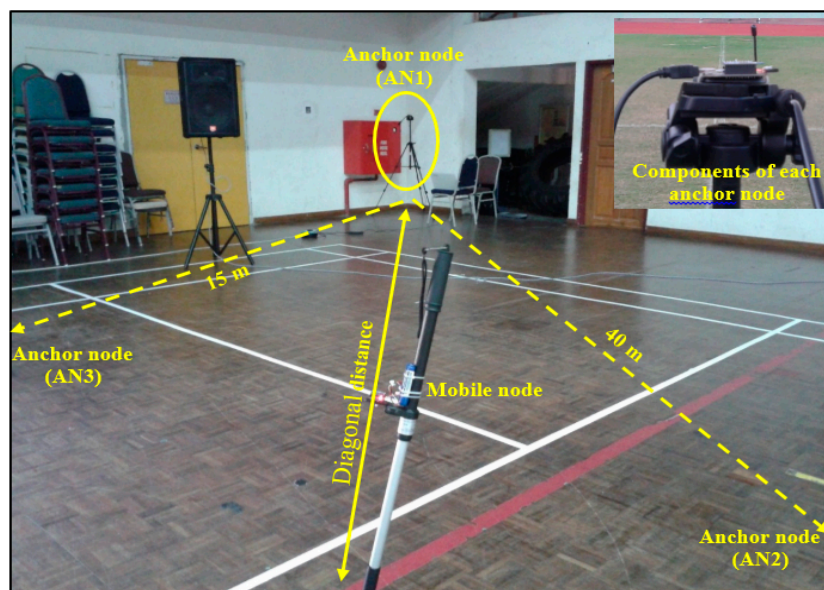 Anchor node
(AN1)
Components of each
anchor node
15 m
40 m
Anchor node
(AN3)
Diagonal distance
Mobile node
Anchor node
(AN2)